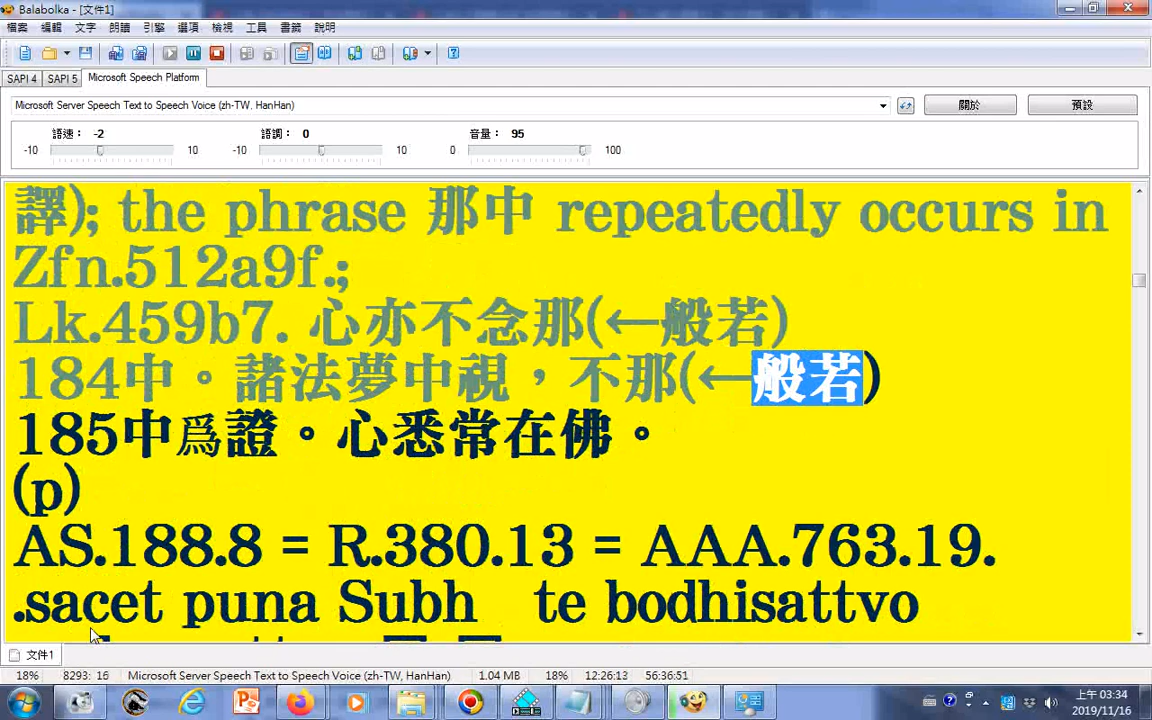 Balabolka - [文件1]
檔案 編輯 文字 朗讀 引擎 選項 檢視 工具 書籤 說明
SAPI 4 SAPI 5 Microsoft Speech Platform
Microsoft Server Speech Text to Speech Voice (zh-TW, HanHan) 關於 預設
語速： -2 語調： 0 音量： 95
-10 10 -10 10 0 100
譯); the phrase 那中 repeatedly occurs in
Zfn.512a9f.;
Lk.459b7. 心亦不念那(←般若)
184中。諸法夢中視，不那(←般若)
185中爲證。心悉常在佛。
(p)
AS.188.8 = R.380.13 = AAA.763.19.
.sacet puna Subh te bodhisattvo
文件1
18% 8293: 16 Microsoft Server Speech Text to Speech Voice (zh-TW, HanHan) 1.04 MB 18% 12:26:13 56:36:51
上午 03:34
2019/11/16